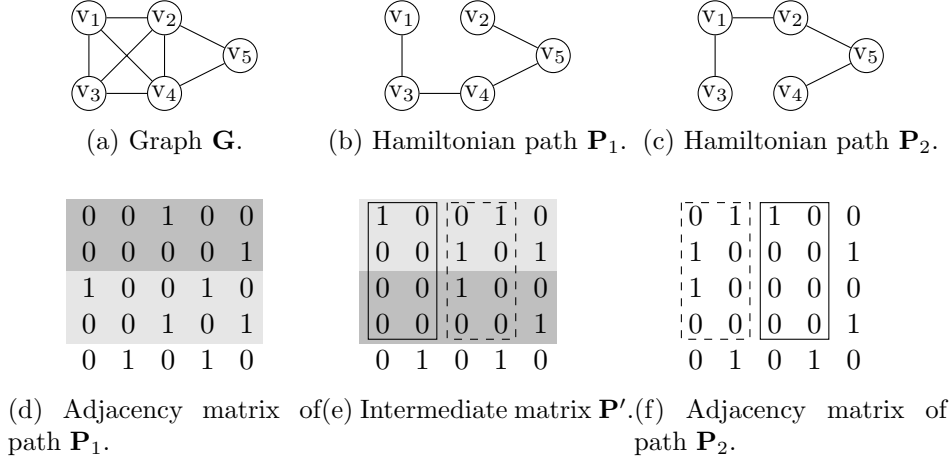 v1 v2 v5 v3 v4
v1 v2 v5 v3 v4
v1 v2 v5 v3 v4
(a) Graph G.
(b) Hamiltonian path P1.
(c) Hamiltonian path P2.
0 0 1 0 0
0 0 0 0 1
1 0 0 1 0
0 0 1 0 1
0 1 0 1 0
1 0 0 1 0
0 0 1 0 1
0 0 1 0 0
0 0 0 0 1
0 1 0 1 0
0 1 1 0 0
1 0 0 0 1
1 0 0 0 0
0 0 0 0 1
0 1 0 1 0
(d) Adjacency matrix of
path P1.
(e) Intermediate matrix P'.
(f) Adjacency matrix of
path P2.